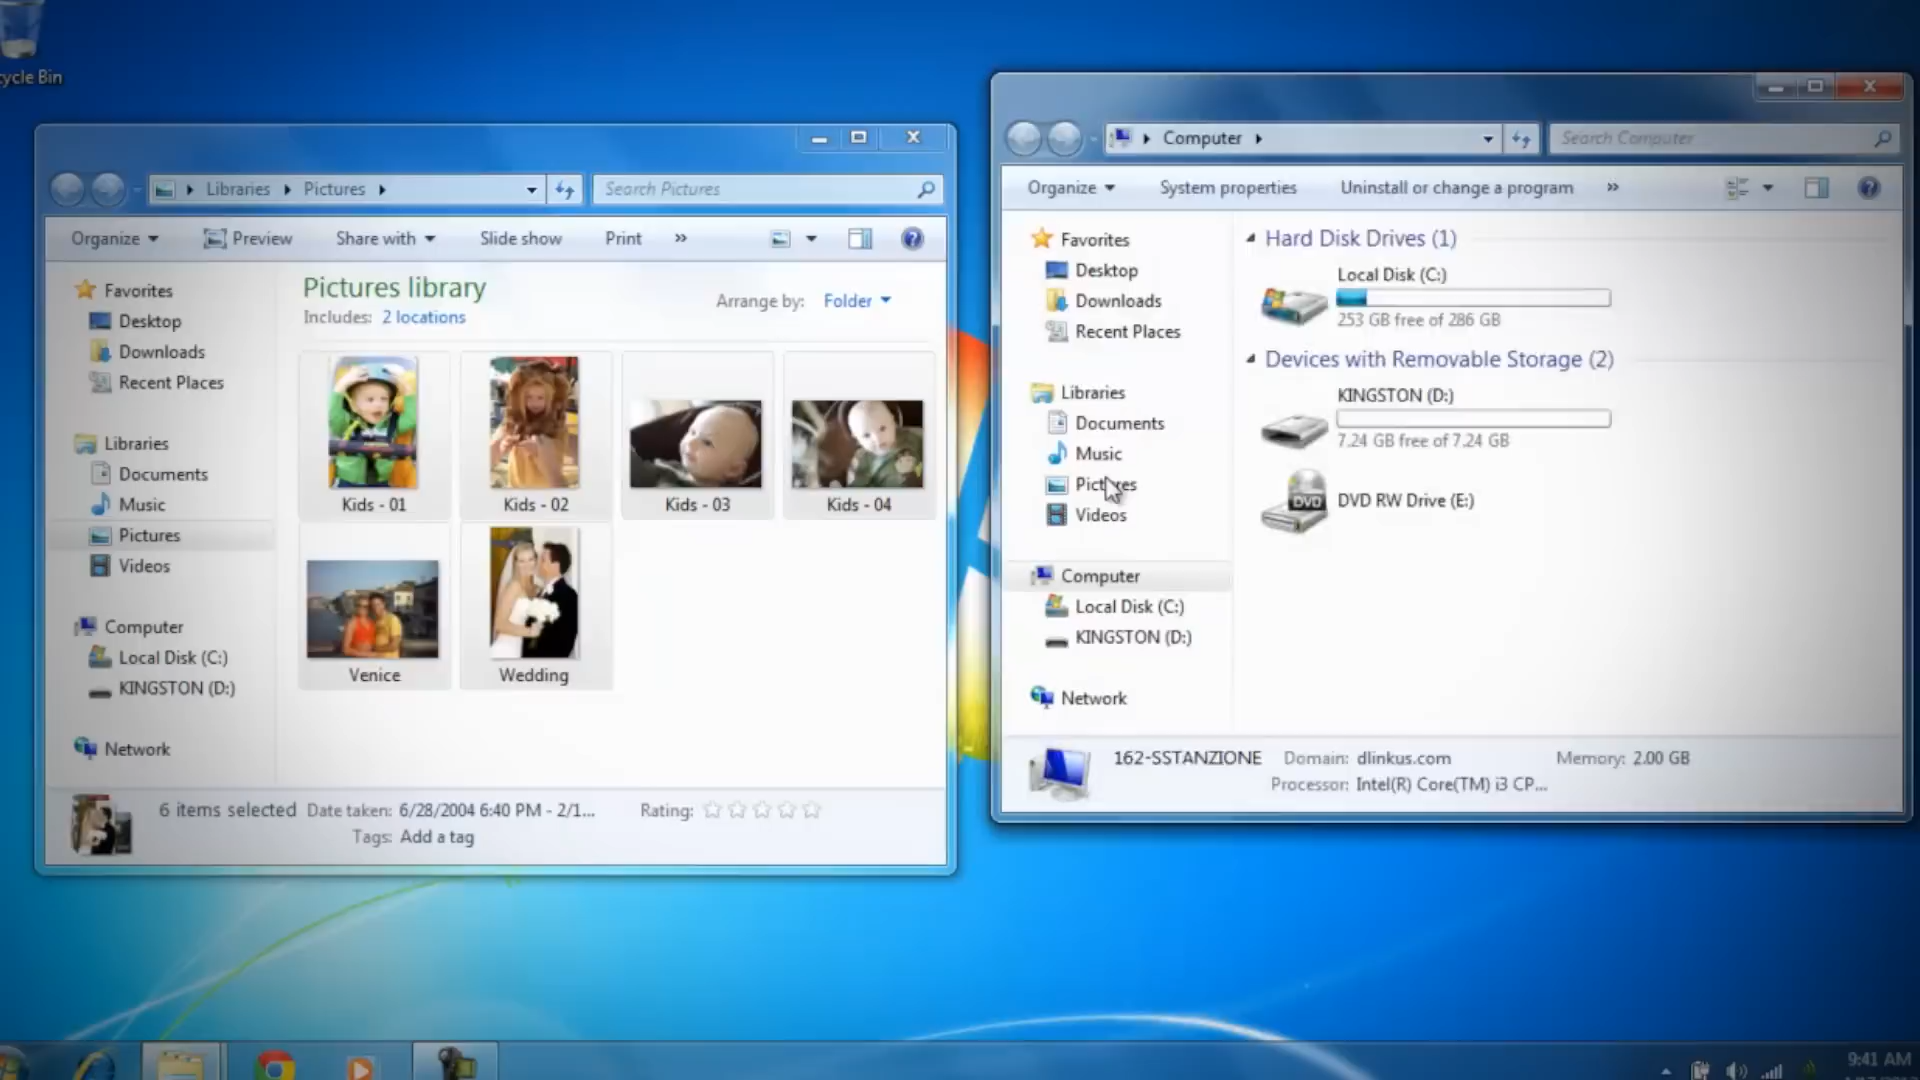 cycle Bin
Libraries Pictures
Search Pictures
Organize Preview Share with Slide show Print »
Favorites
Desktop
Downloads
Recent Places
Libraries
Documents
Music
Pictures
Videos
Computer
Local Disk (C:)
KINGSTON (D:)
Network
Pictures library
Includes: 2 locations
Arrange by: Folder
Kids - 01
Kids - 02
Kids - 03
Kids - 04
Venice
Wedding
6 items selected Date taken: 6/28/2004 6:40 PM - 2/1... Rating:
Tags: Add a tag
Computer
Search Computer
Organize System properties Uninstall or change a program »
Favorites
Desktop
Downloads
Recent Places
Libraries
Documents
Music
Pictures
Videos
Computer
Local Disk (C:)
KINGSTON (D:)
Network
Hard Disk Drives (1)
Local Disk (C:)
253 GB free of 286 GB
Devices with Removable Storage (2)
KINGSTON (D:)
7.24 GB free of 7.24 GB
DVD
DVD RW Drive (E:)
162-SSTANZIONE Domain: dlinkus.com Memory: 2.00 GB
Processor: Intel(R) Core(TM) i3 CP...
9:41 AM